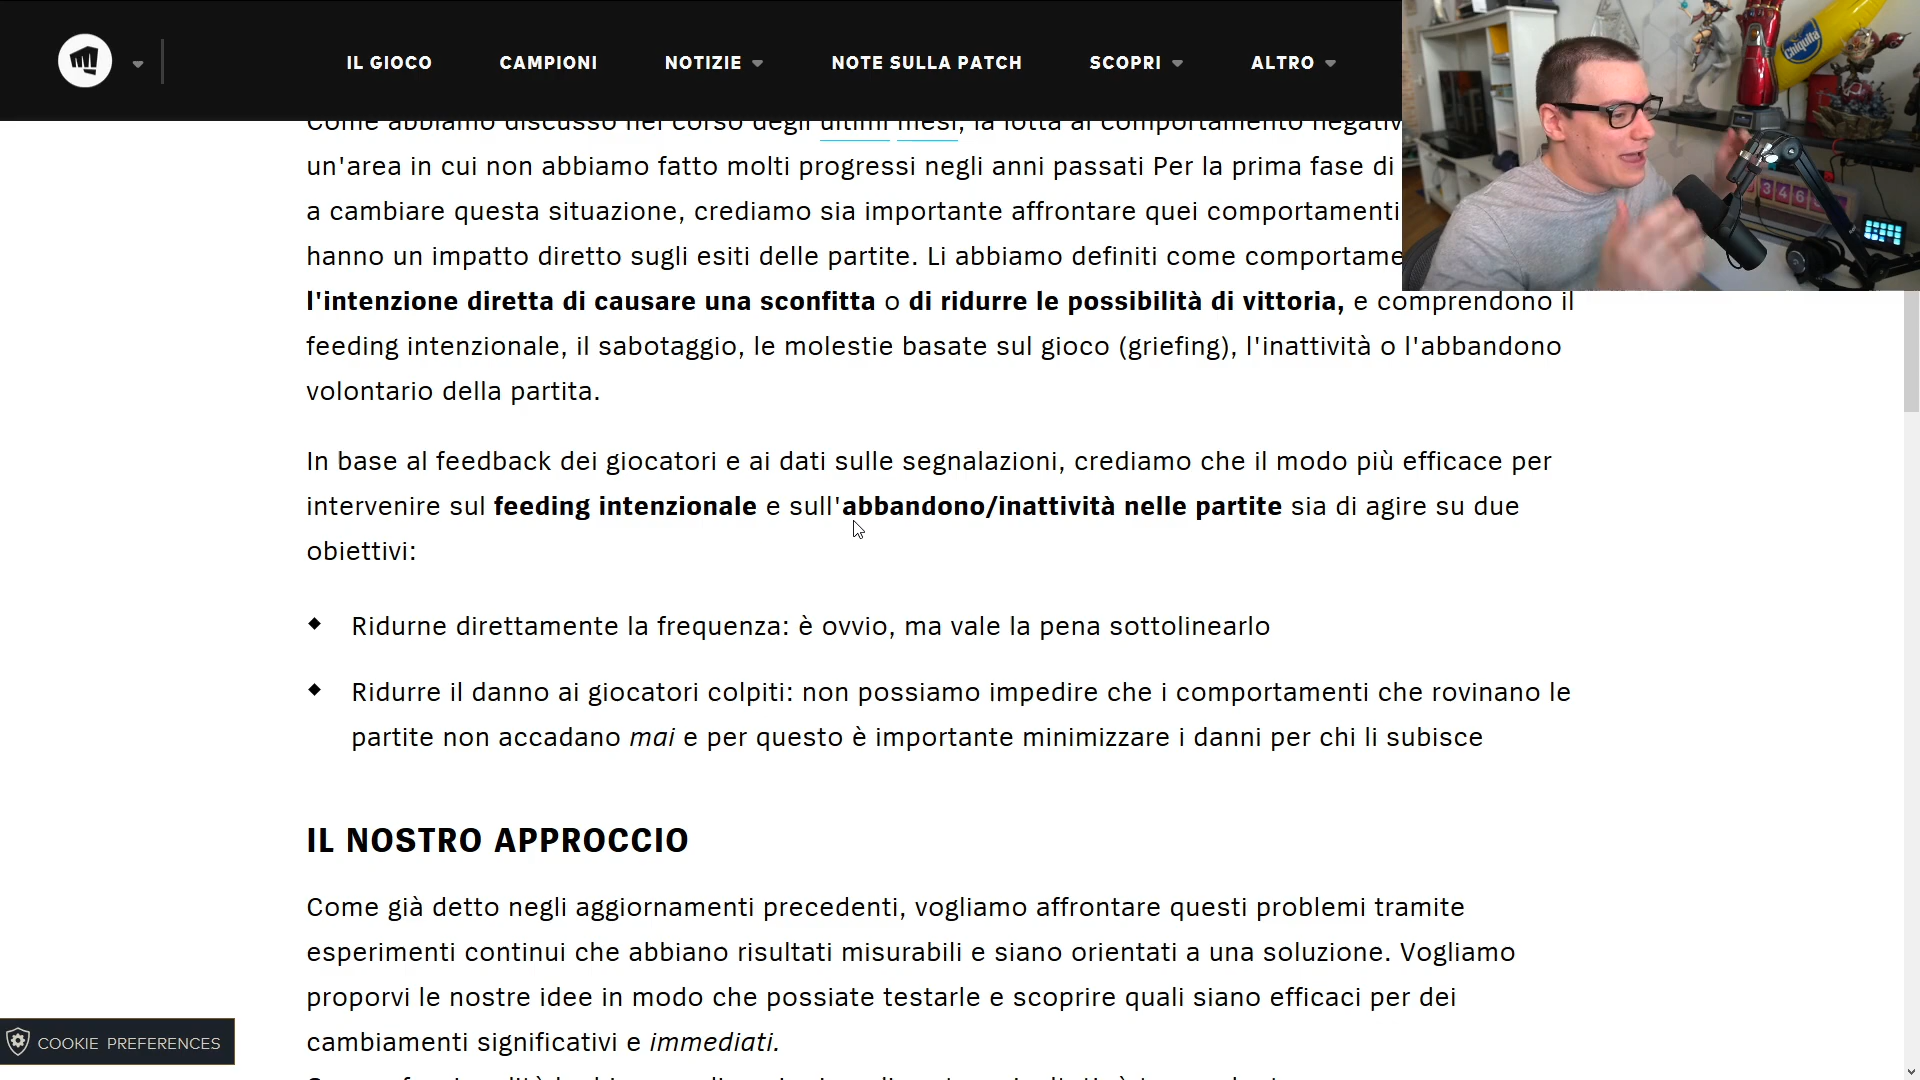 IL GIOCO CAMPIONI NOTIZIE NOTE SULLA PATCH SCOPRI ALTRO
Chiquita
Come abbiamo discusso nel corso degli ultimi mesi, la lotta al comportamento
un'area in cui non abbiamo fatto molti progressi negli anni passati Per la prima fase di
a cambiare questa situazione, crediamo sia importante affrontare quei comportamenti
hanno un impatto diretto sugli esiti delle partite. Li abbiamo definiti come
l'intenzione diretta di causare una sconfitta o di ridurre le possibilità di vittoria, e comprendono il
feeding intenzionale, il sabotaggio, le molestie basate sul gioco (griefing), l'inattività o l'abbandono
volontario della partita.
In base al feedback dei giocatori e ai dati sulle segnalazioni, crediamo che il modo più efficace per
intervenire sul feeding intenzionale e sull'abbandono/inattività nelle partite sia di agire su due
obiettivi:
Ridurne direttamente la frequenza: è ovvio, ma vale la pena sottolinearlo
Ridurre il danno ai giocatori colpiti: non possiamo impedire che i comportamenti che rovinano le
partite non accadano mai e per questo è importante minimizzare i danni per chi li subisce
IL NOSTRO APPROCCIO
Come già detto negli aggiornamenti precedenti, vogliamo affrontare questi problemi tramite
esperimenti continui che abbiano risultati misurabili e siano orientati a una soluzione. Vogliamo
proporvi le nostre idee in modo che possiate testarle e scoprire quali siano efficaci per dei
cambiamenti significativi e immediati.
COOKIE PREFERENCES